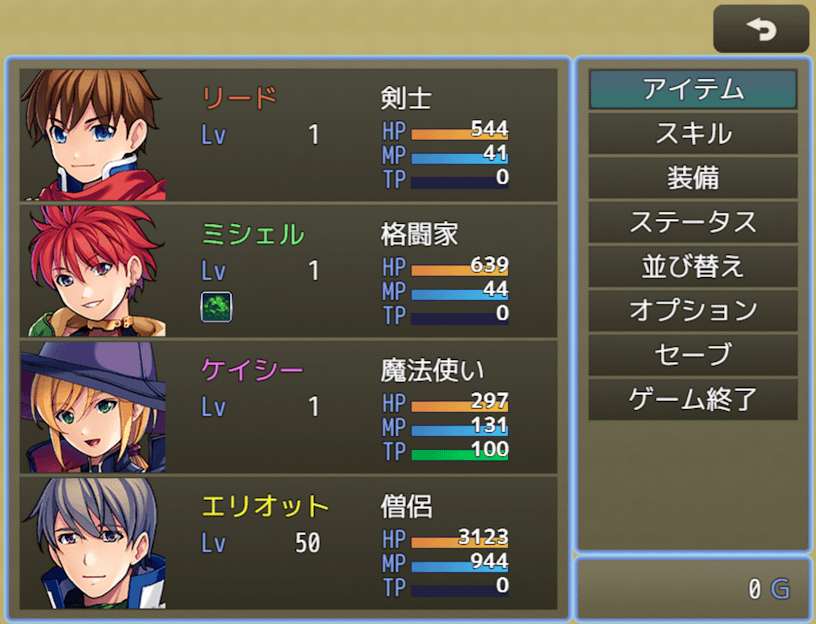 リード
剣士
Lv 1
HP 544
MP 41
TP 0
ミシェル
格闘家
Lv 1
HP 639
MP 44
TP 0
ケイシー
魔法使い
Lv 1
HP 297
MP 131
TP 100
エリオット
僧侶
Lv 50
HP 3123
MP 944
TP 0
アイテム
スキル
装備
ステータス
並び替え
オプション
セーブ
ゲーム終了
0 G